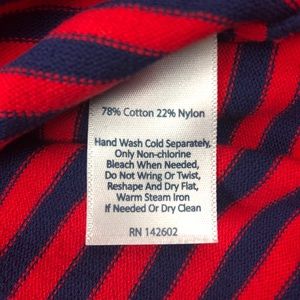 78% Cotton 22% Nylon
Hand Wash Cold Separately,
Only Non-chlorine
Bleach When Needed,
Do Not Wring Or Twist,
Reshape And Dry Flat,
Warm Steam Iron
If Needed Or Dry Clean
RN 142602